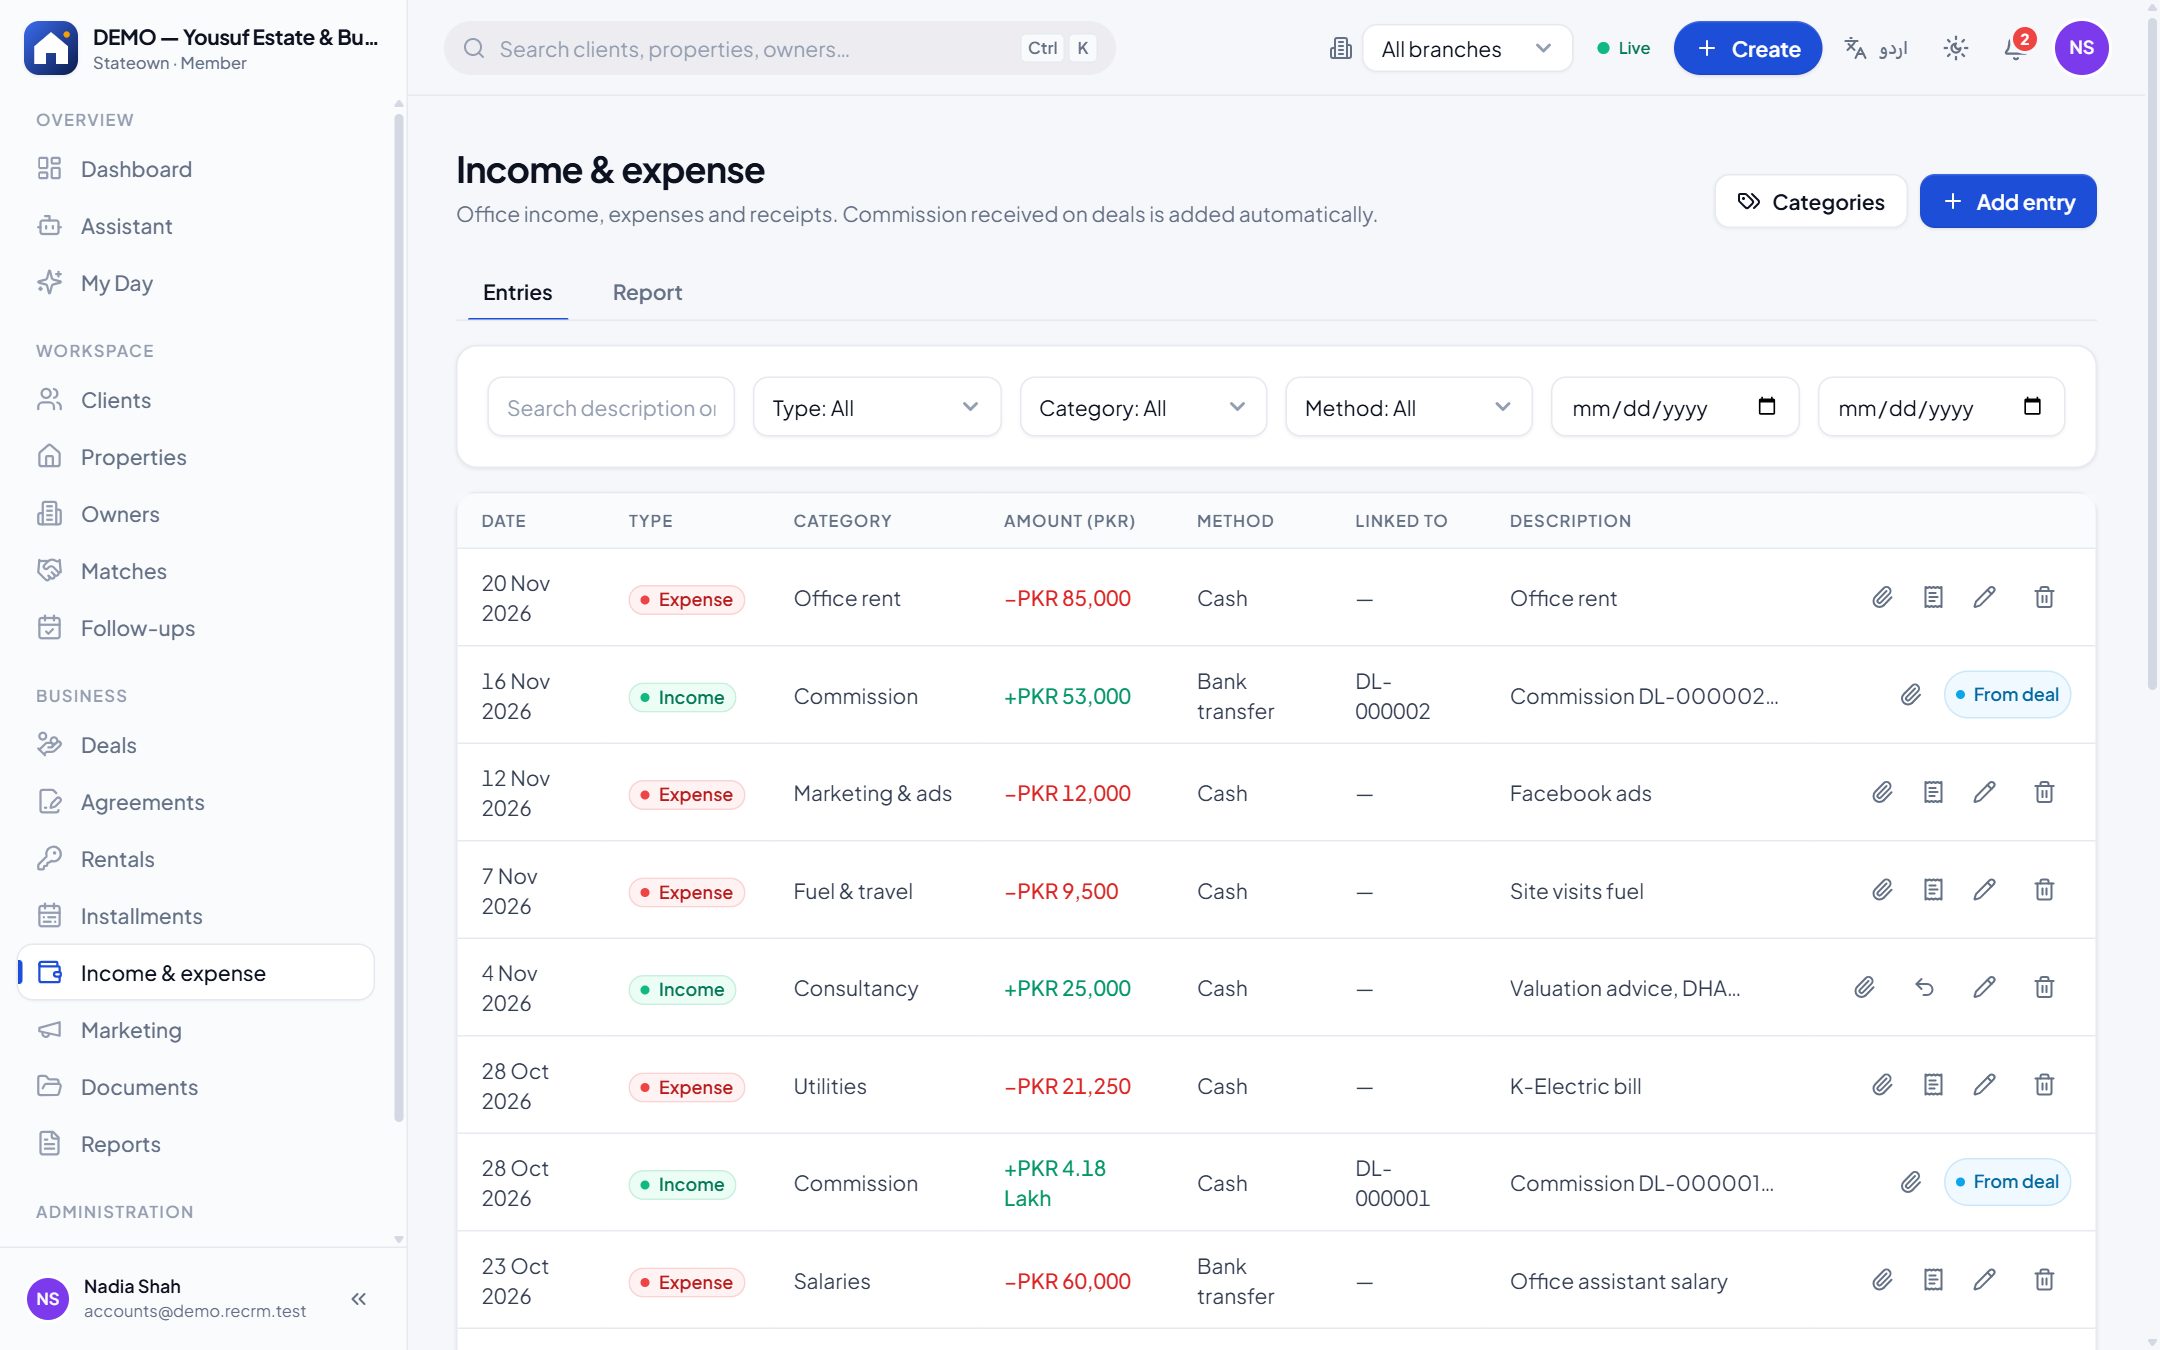 DEMO — Yousuf Estate & Bu...
Stateown · Member
OVERVIEW
Dashboard
Assistant
My Day
WORKSPACE
Clients
Properties
Owners
Matches
Follow-ups
BUSINESS
Deals
Agreements
Rentals
Installments
Income & expense
Marketing
Documents
Reports
ADMINISTRATION
NS
Nadia Shah
accounts@demo.recrm.test
Search clients, properties, owners...
Ctrl K
All branches
Live
Create
اردو
2
NS
Income & expense
Office income, expenses and receipts. Commission received on deals is added automatically.
Categories
Add entry
Entries
Report
Search description or
Type: All
Category: All
Method: All
mm/dd/yyyy
mm/dd/yyyy
DATE TYPE CATEGORY AMOUNT (PKR) METHOD LINKED TO DESCRIPTION
20 Nov 2026 Expense Office rent –PKR 85,000 Cash — Office rent
16 Nov 2026 Income Commission +PKR 53,000 Bank transfer DL-000002 Commission DL-000002... From deal
12 Nov 2026 Expense Marketing & ads –PKR 12,000 Cash — Facebook ads
7 Nov 2026 Expense Fuel & travel –PKR 9,500 Cash — Site visits fuel
4 Nov 2026 Income Consultancy +PKR 25,000 Cash — Valuation advice, DHA...
28 Oct 2026 Expense Utilities –PKR 21,250 Cash — K-Electric bill
28 Oct 2026 Income Commission +PKR 4.18 Lakh Cash DL-000001 Commission DL-000001... From deal
23 Oct 2026 Expense Salaries –PKR 60,000 Bank transfer — Office assistant salary